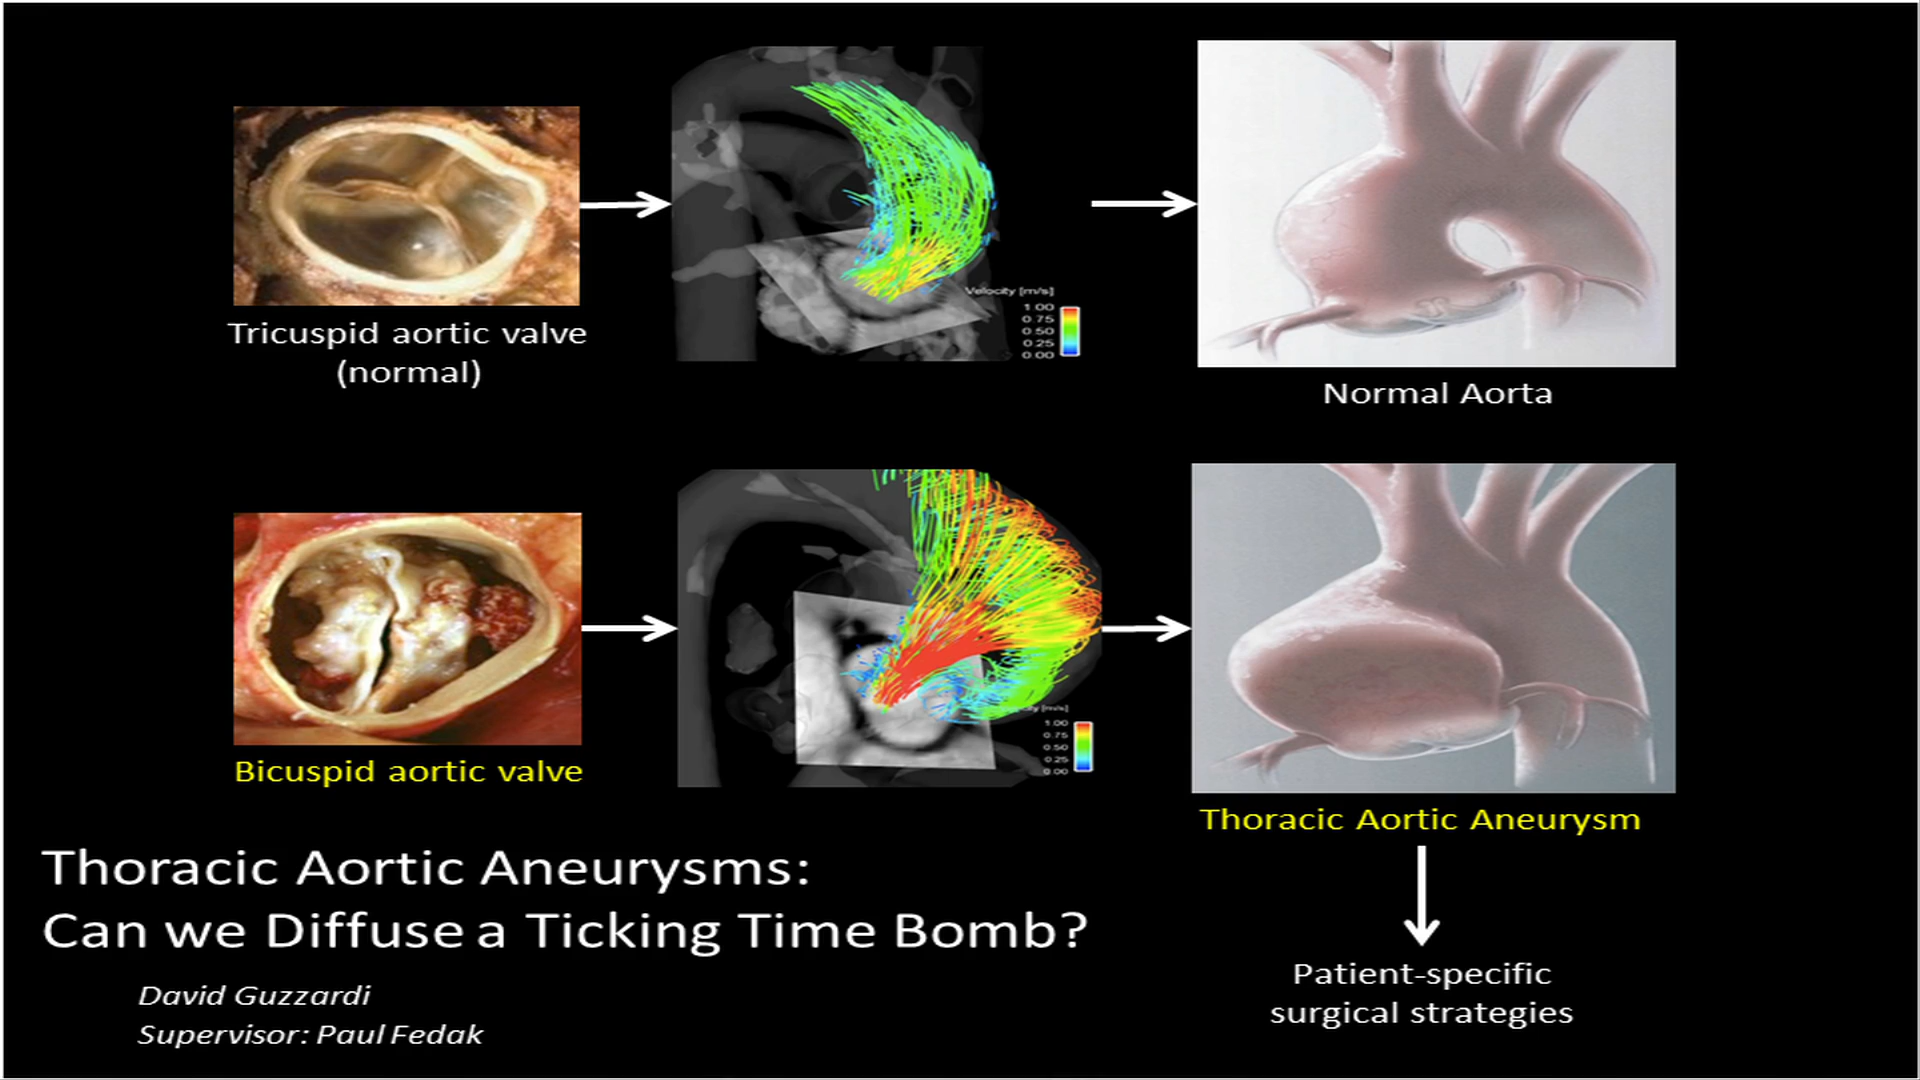 Tricuspid aortic valve
(normal)
Velocity [m/s]
1.00
0.75
0.50
0.25
0.00
Normal Aorta
Bicuspid aortic valve
[m/s]
1.00
0.75
0.50
0.25
0.00
Thoracic Aortic Aneurysm
Thoracic Aortic Aneurysms:
Can we Diffuse a Ticking Time Bomb?
David Guzzardi
Supervisor: Paul Fedak
Patient-specific
surgical strategies